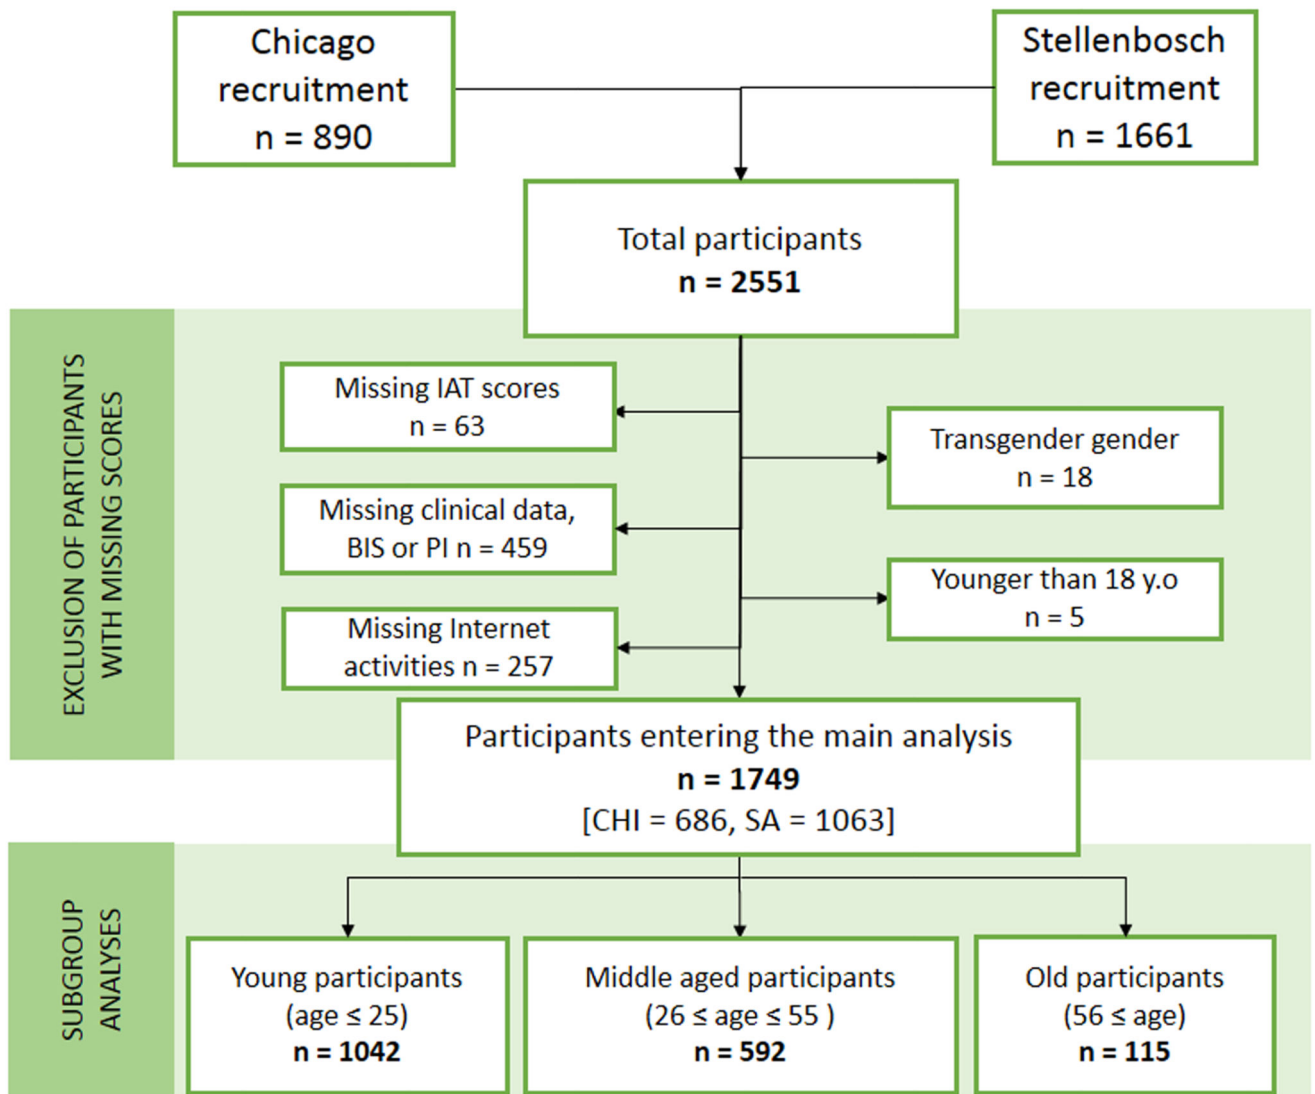 Chicago
recruitment
n = 890
Stellenbosch
recruitment
n = 1661
Total participants
n = 2551
EXCLUSION OF PARTICIPANTS
WITH MISSING SCORES
Missing IAT scores
n = 63
Transgender gender
n = 18
Missing clinical data,
BIS or PI n = 459
Younger than 18 y.o
n = 5
Missing Internet
activities n = 257
Participants entering the main analysis
n = 1749
[CHI = 686, SA = 1063]
SUBGROUP
ANALYSES
Young participants
(age ≤ 25)
n = 1042
Middle aged participants
(26 ≤ age ≤ 55 )
n = 592
Old participants
(56 ≤ age)
n = 115